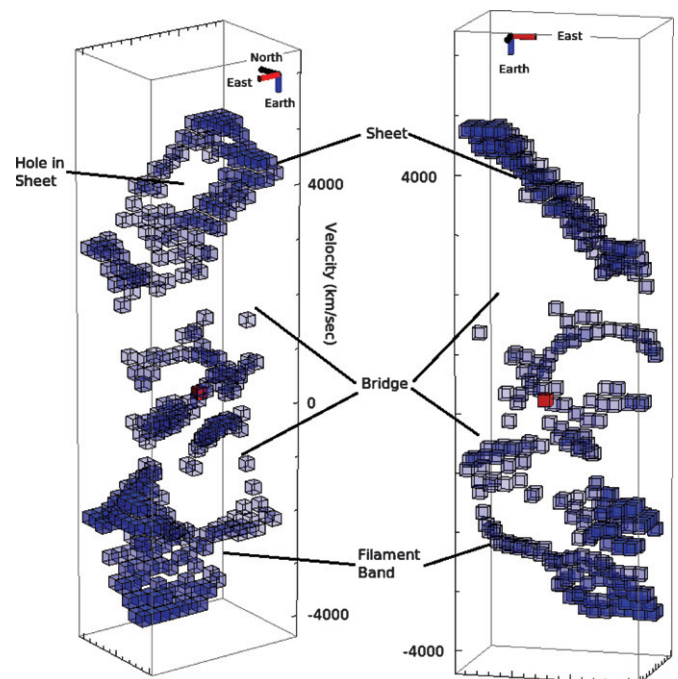 North
East
Earth
East
Earth
Hole in
Sheet
Sheet
4000
4000
Velocity (km/sec)
Bridge
0
0
Filament
Band
-4000
-4000